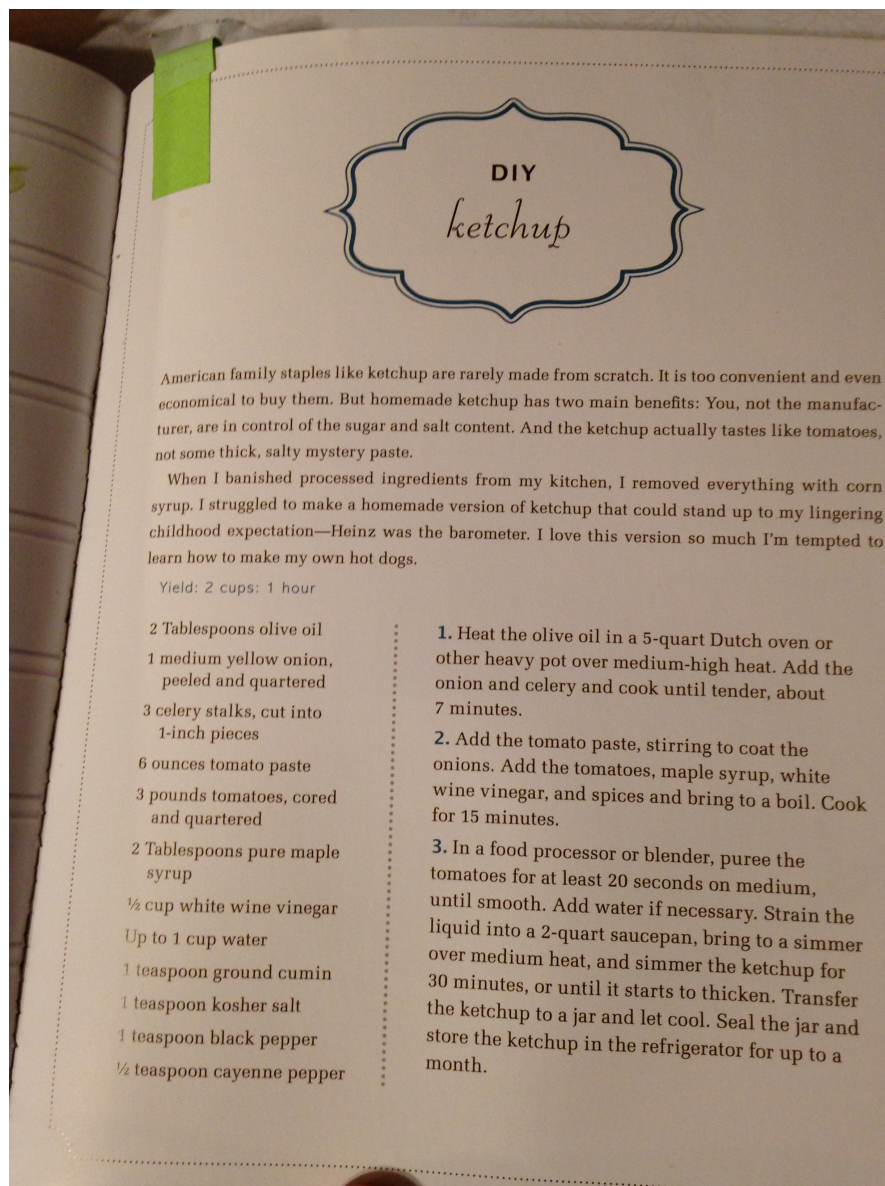 DIY
ketchup
American family staples like ketchup are rarely made from scratch. It is too convenient and even
economical to buy them. But homemade ketchup has two main benefits: You, not the manufac-
turer, are in control of the sugar and salt content. And the ketchup actually tastes like tomatoes,
not some thick, salty mystery paste.
When I banished processed ingredients from my kitchen, I removed everything with corn
syrup. I struggled to make a homemade version of ketchup that could stand up to my lingering
childhood expectation—Heinz was the barometer. I love this version so much I'm tempted to
learn how to make my own hot dogs.
Yield: 2 cups: 1 hour
2 Tablespoons olive oil
1 medium yellow onion,
peeled and quartered
3 celery stalks, cut into
1-inch pieces
6 ounces tomato paste
3 pounds tomatoes, cored
and quartered
2 Tablespoons pure maple
syrup
½ cup white wine vinegar
Up to 1 cup water
1 teaspoon ground cumin
1 teaspoon kosher salt
1 teaspoon black pepper
½ teaspoon cayenne pepper
1. Heat the olive oil in a 5-quart Dutch oven or
other heavy pot over medium-high heat. Add the
onion and celery and cook until tender, about
7 minutes.
2. Add the tomato paste, stirring to coat the
onions. Add the tomatoes, maple syrup, white
wine vinegar, and spices and bring to a boil. Cook
for 15 minutes.
3. In a food processor or blender, puree the
tomatoes for at least 20 seconds on medium,
until smooth. Add water if necessary. Strain the
liquid into a 2-quart saucepan, bring to a simmer
over medium heat, and simmer the ketchup for
30 minutes, or until it starts to thicken. Transfer
the ketchup to a jar and let cool. Seal the jar and
store the ketchup in the refrigerator for up to a
month.